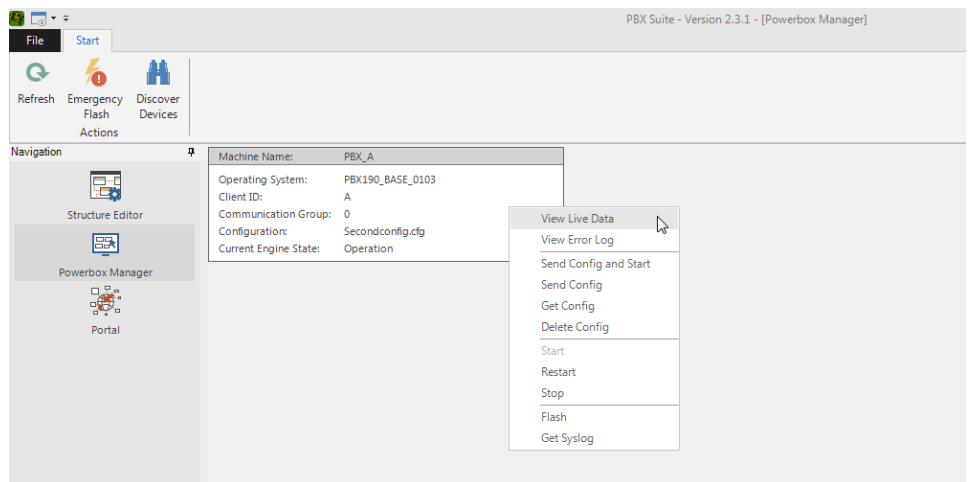 PBX Suite - Version 2.3.1 - [Powerbox Manager]
File Start
Refresh
Emergency Flash
Discover Devices
Actions
Navigation
Structure Editor
Powerbox Manager
Portal
Machine Name: PBX_A
Operating System: PBX190_BASE_0103
Client ID: A
Communication Group: 0
Configuration: Secondconfig.cfg
Current Engine State: Operation
View Live Data
View Error Log
Send Config and Start
Send Config
Get Config
Delete Config
Start
Restart
Stop
Flash
Get Syslog